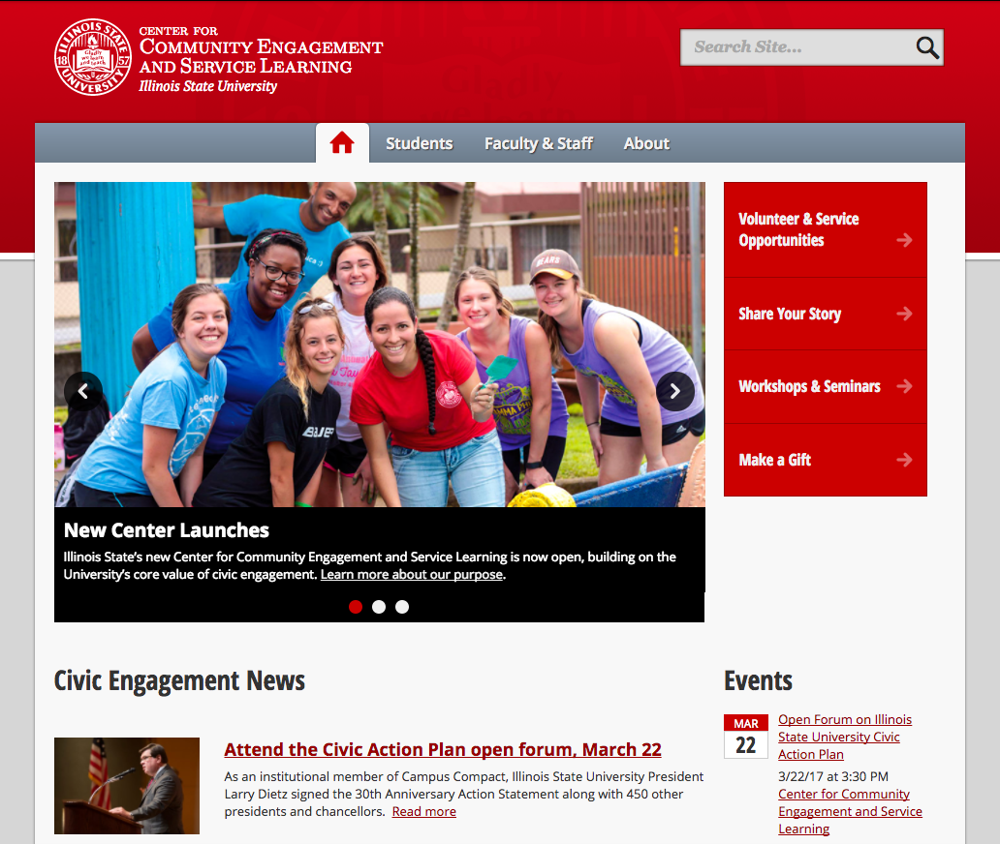 ILLINOIS STATE
UNIVERSITY
18 57
Gladly
we learn
and teach
CENTER FOR
COMMUNITY ENGAGEMENT
AND SERVICE LEARNING
Illinois State University
Search Site...
Students Faculty & Staff About
BEARS
Volunteer & Service
Opportunities
Share Your Story
Workshops & Seminars
Make a Gift
New Center Launches
Illinois State's new Center for Community Engagement and Service Learning is now open, building on the
University's core value of civic engagement. Learn more about our purpose.
Civic Engagement News
Attend the Civic Action Plan open forum, March 22
As an institutional member of Campus Compact, Illinois State University President
Larry Dietz signed the 30th Anniversary Action Statement along with 450 other
presidents and chancellors. Read more
Events
MAR
22
Open Forum on Illinois
State University Civic
Action Plan
3/22/17 at 3:30 PM
Center for Community
Engagement and Service
Learning